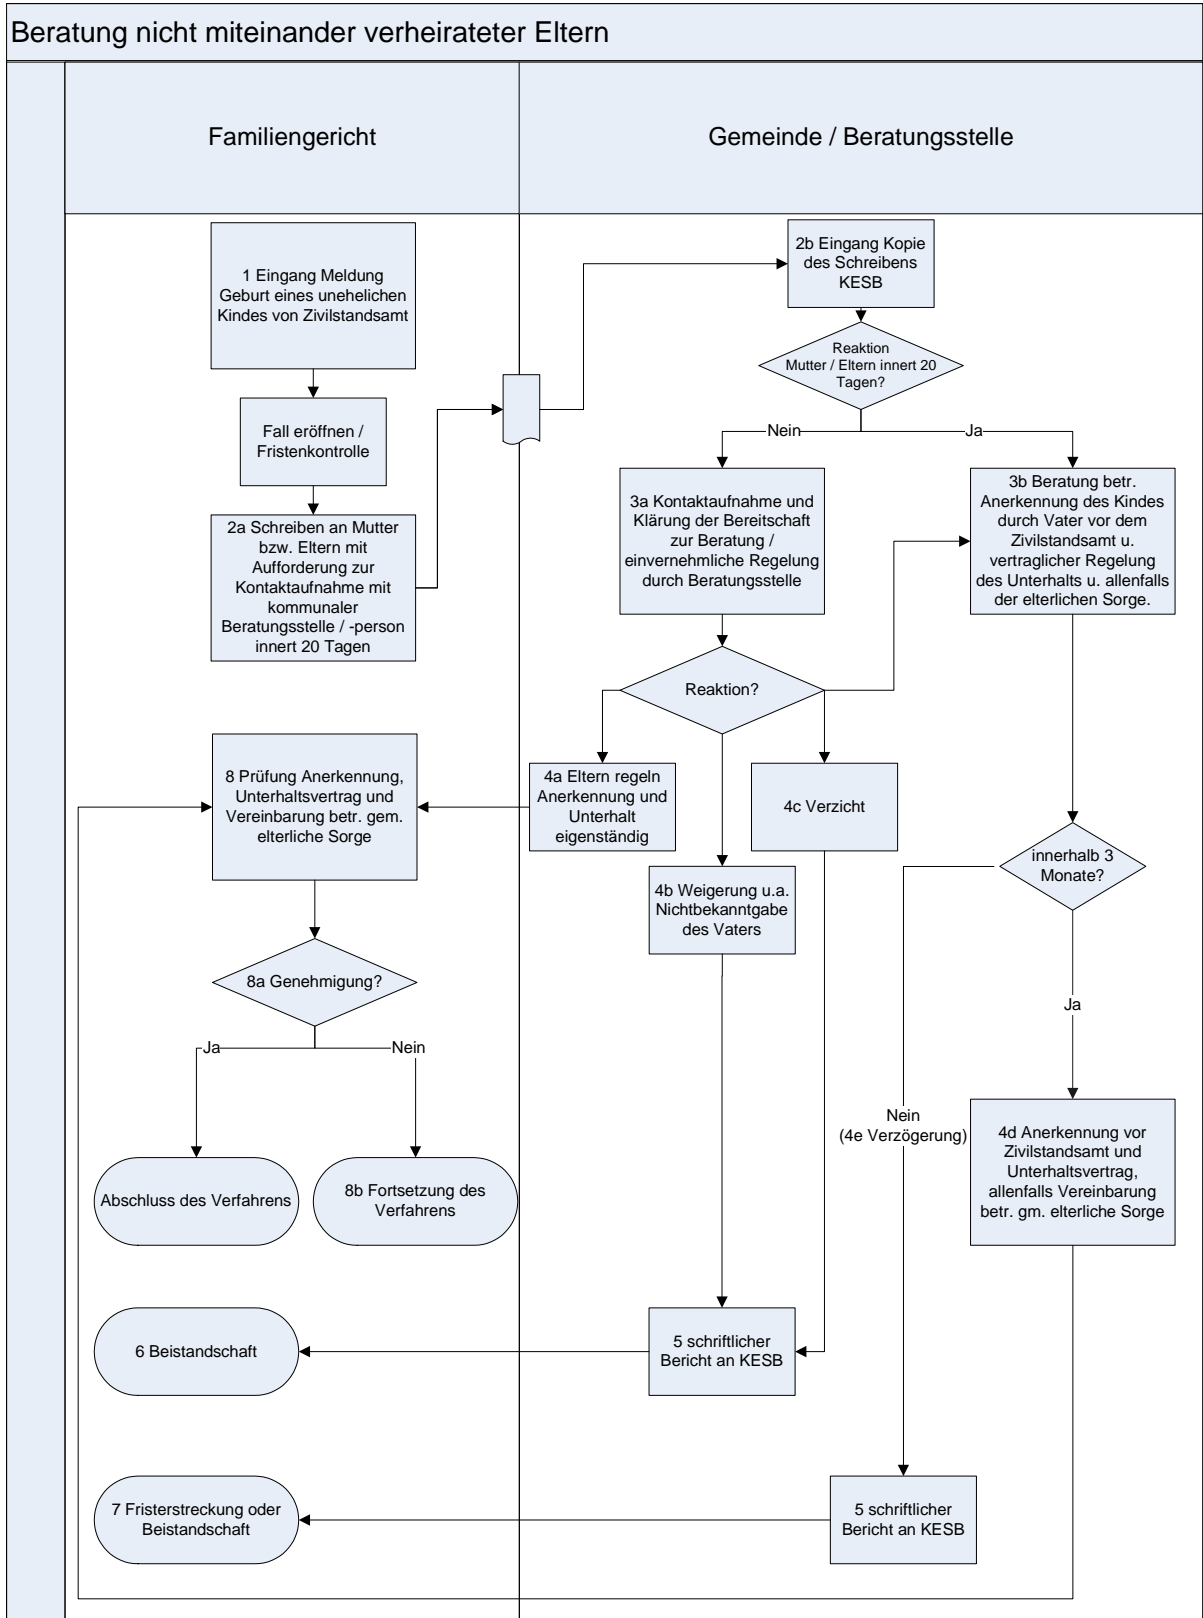 Beratung nicht miteinander verheirateter Eltern
Familiengericht
Gemeinde / Beratungsstelle
1 Eingang Meldung
Geburt eines unehelichen
Kindes von Zivilstandsamt
Fall eröffnen /
Fristenkontrolle
2a Schreiben an Mutter
bzw. Eltern mit
Aufforderung zur
Kontaktaufnahme mit
kommunaler
Beratungsstelle / -person
innert 20 Tagen
2b Eingang Kopie
des Schreibens
KESB
Reaktion
Mutter / Eltern innert 20
Tagen?
Nein
Ja
3a Kontaktaufnahme und
Klärung der Bereitschaft
zur Beratung /
einvernehmliche Regelung
durch Beratungsstelle
3b Beratung betr.
Anerkennung des Kindes
durch Vater vor dem
Zivilstandsamt u.
vertraglicher Regelung
des Unterhalts u. allenfalls
der elterlichen Sorge.
Reaktion?
8 Prüfung Anerkennung,
Unterhaltsvertrag und
Vereinbarung betr. gem.
elterliche Sorge
4a Eltern regeln
Anerkennung und
Unterhalt
eigenständig
4c Verzicht
innerhalb 3
Monate?
4b Weigerung u.a.
Nichtbekanntgabe
des Vaters
8a Genehmigung?
Ja
Nein
Ja
Nein
(4e Verzögerung)
4d Anerkennung vor
Zivilstandsamt und
Unterhaltsvertrag,
allenfalls Vereinbarung
betr. gm. elterliche Sorge
Abschluss des Verfahrens
8b Fortsetzung des
Verfahrens
6 Beistandschaft
5 schriftlicher
Bericht an KESB
7 Fristerstreckung oder
Beistandschaft
5 schriftlicher
Bericht an KESB